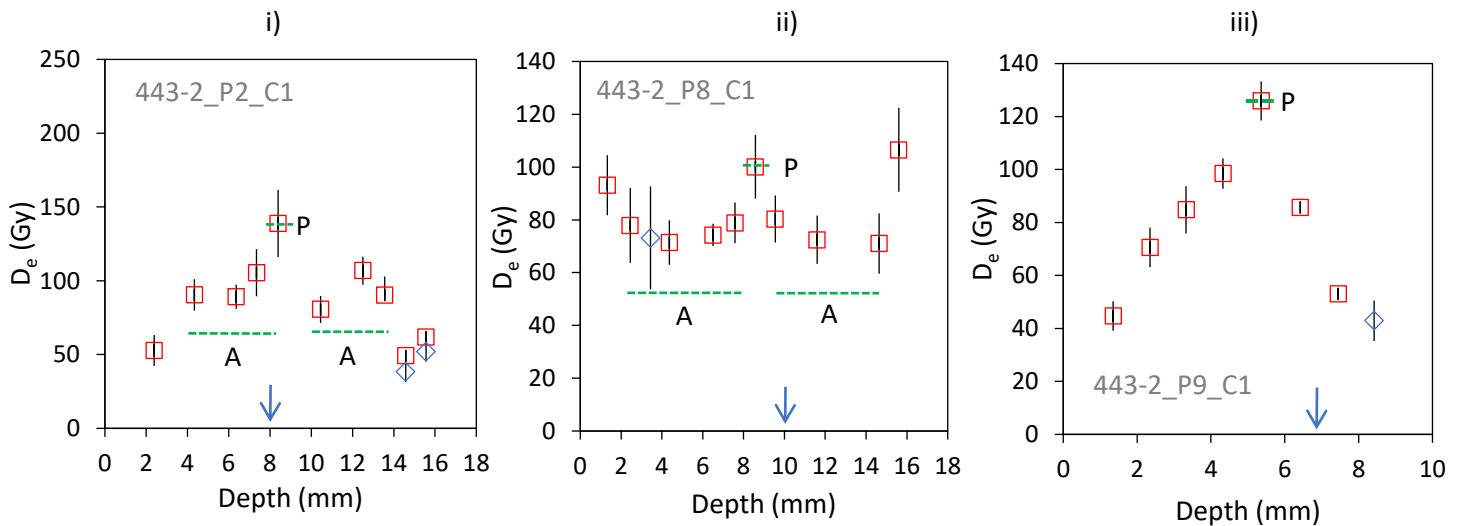 i)
443-2_P2_C1
De (Gy)
250
200
150
100
50
0
P
A
A
0 2 4 6 8 10 12 14 16 18
Depth (mm)
ii)
443-2_P8_C1
De (Gy)
140
120
100
80
60
40
20
0
P
A
A
0 2 4 6 8 10 12 14 16 18
Depth (mm)
iii)
443-2_P9_C1
De (Gy)
140
120
100
80
60
40
20
0
P
0 2 4 6 8 10
Depth (mm)